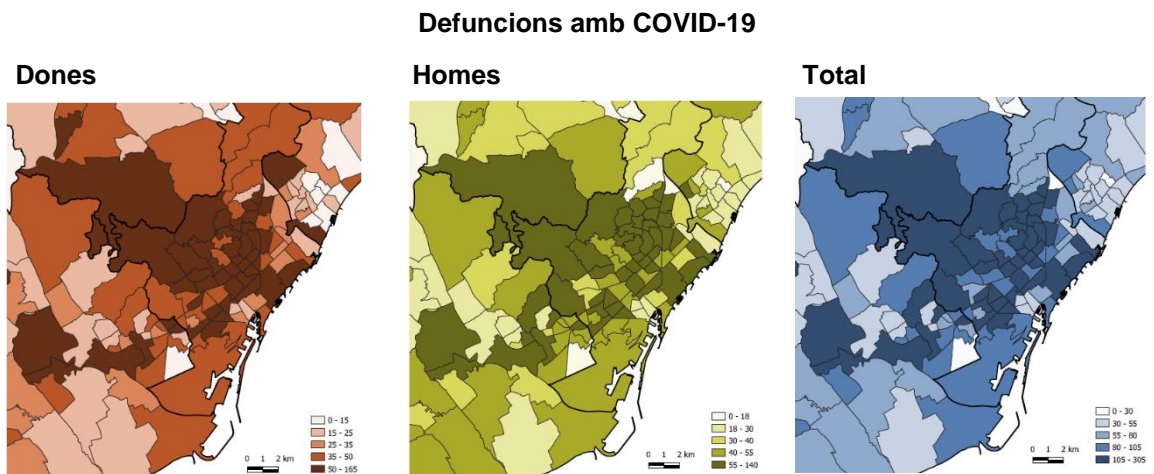 Defuncions amb COVID-19
Dones
Homes
Total
0 - 15
15 - 25
25 - 35
35 - 50
50 - 165
0 1 2 km
0 - 18
18 - 30
30 - 40
40 - 55
55 - 140
0 1 2 km
0 - 30
30 - 55
55 - 80
80 - 105
105 - 305
0 1 2 km